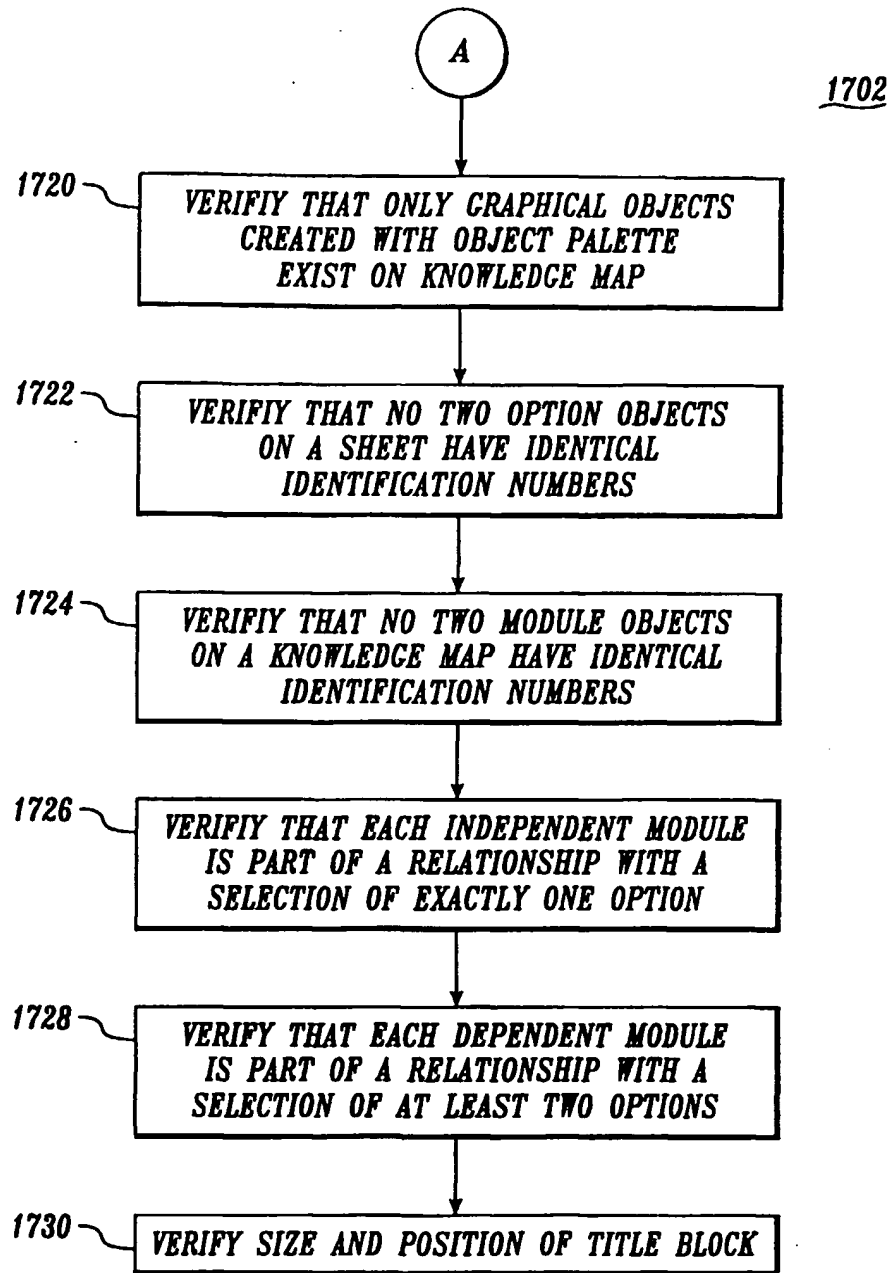 A
1702
1720
VERIFIY THAT ONLY GRAPHICAL OBJECTS
CREATED WITH OBJECT PALETTE
EXIST ON KNOWLEDGE MAP
1722
VERIFIY THAT NO TWO OPTION OBJECTS
ON A SHEET HAVE IDENTICAL
IDENTIFICATION NUMBERS
1724
VERIFIY THAT NO TWO MODULE OBJECTS
ON A KNOWLEDGE MAP HAVE IDENTICAL
IDENTIFICATION NUMBERS
1726
VERIFIY THAT EACH INDEPENDENT MODULE
IS PART OF A RELATIONSHIP WITH A
SELECTION OF EXACTLY ONE OPTION
1728
VERIFY THAT EACH DEPENDENT MODULE
IS PART OF A RELATIONSHIP WITH A
SELECTION OF AT LEAST TWO OPTIONS
1730
VERIFY SIZE AND POSITION OF TITLE BLOCK